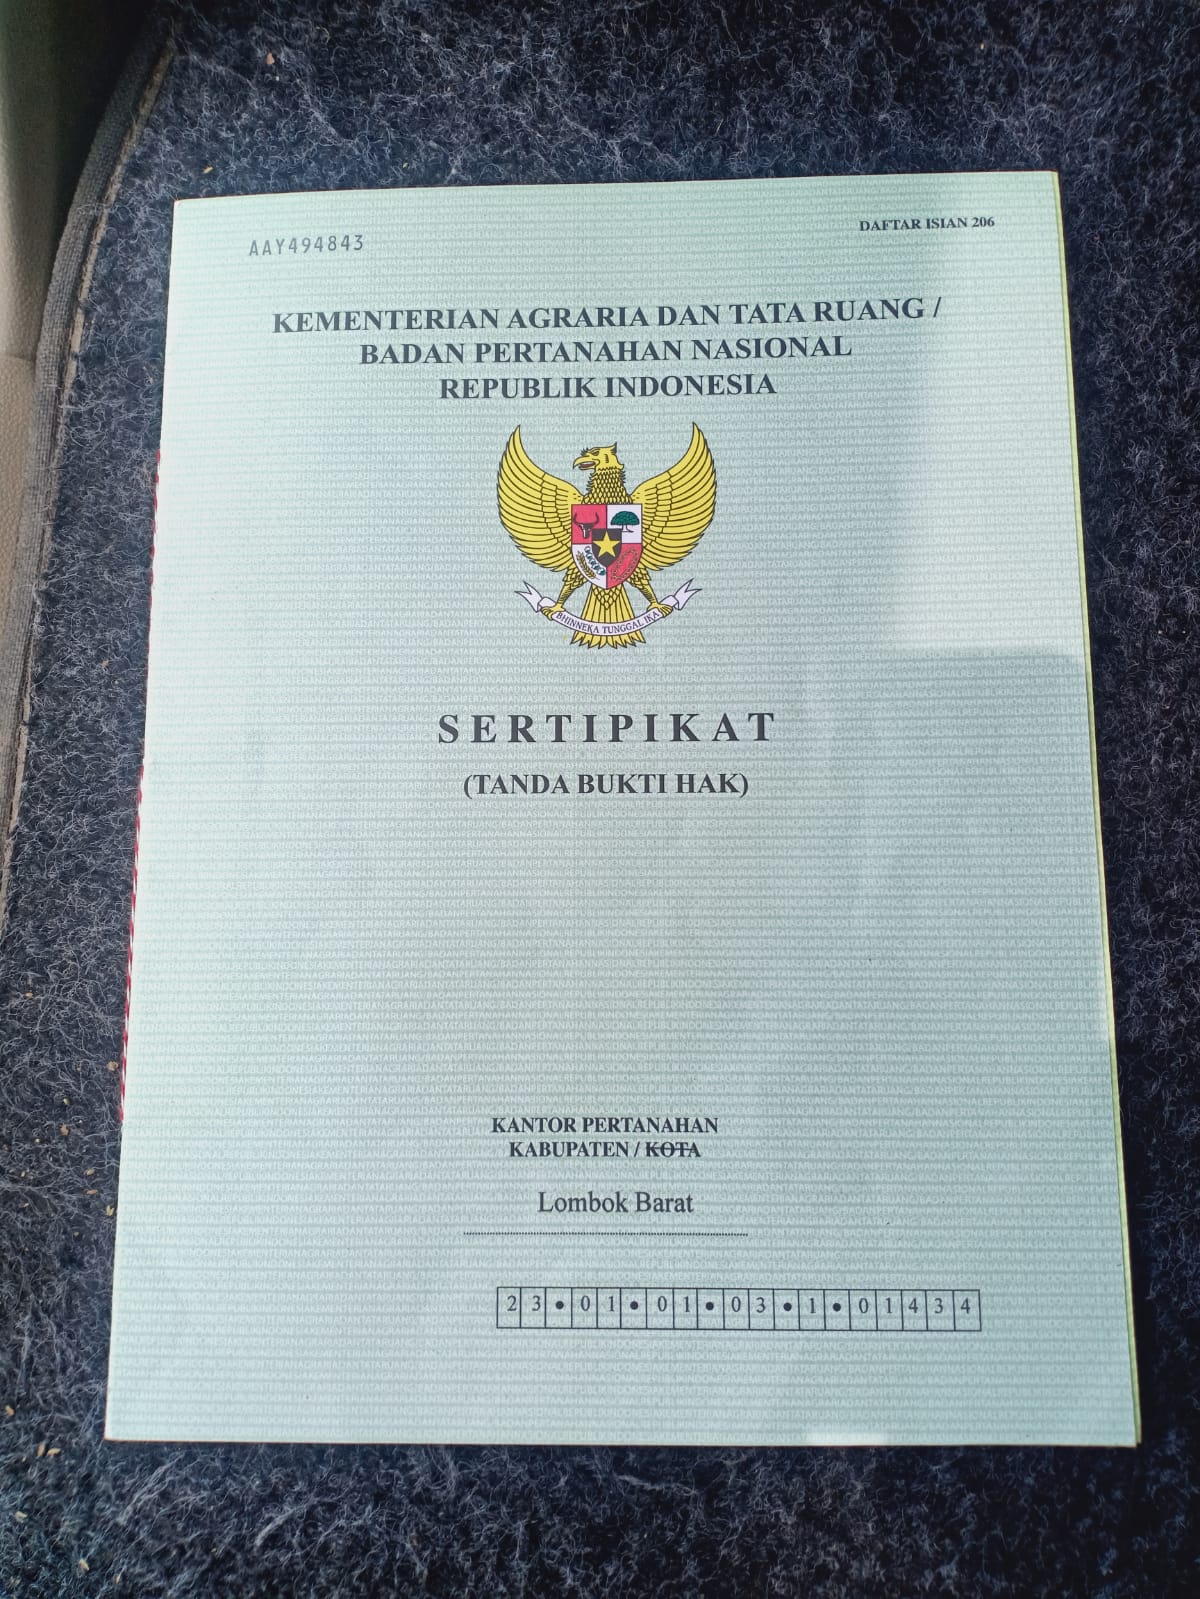 AAY494843
DAFTAR ISIAN 206
KEMENTERIAN AGRARIA DAN TATA RUANG /
BADAN PERTANAHAN NASIONAL
REPUBLIK INDONESIA
BHINNEKA TUNGGAL IKA
SERTIPIKAT
(TANDA BUKTI HAK)
KANTOR PERTANAHAN
KABUPATEN / KOTA
Lombok Barat
23•01•01•03•1•01434